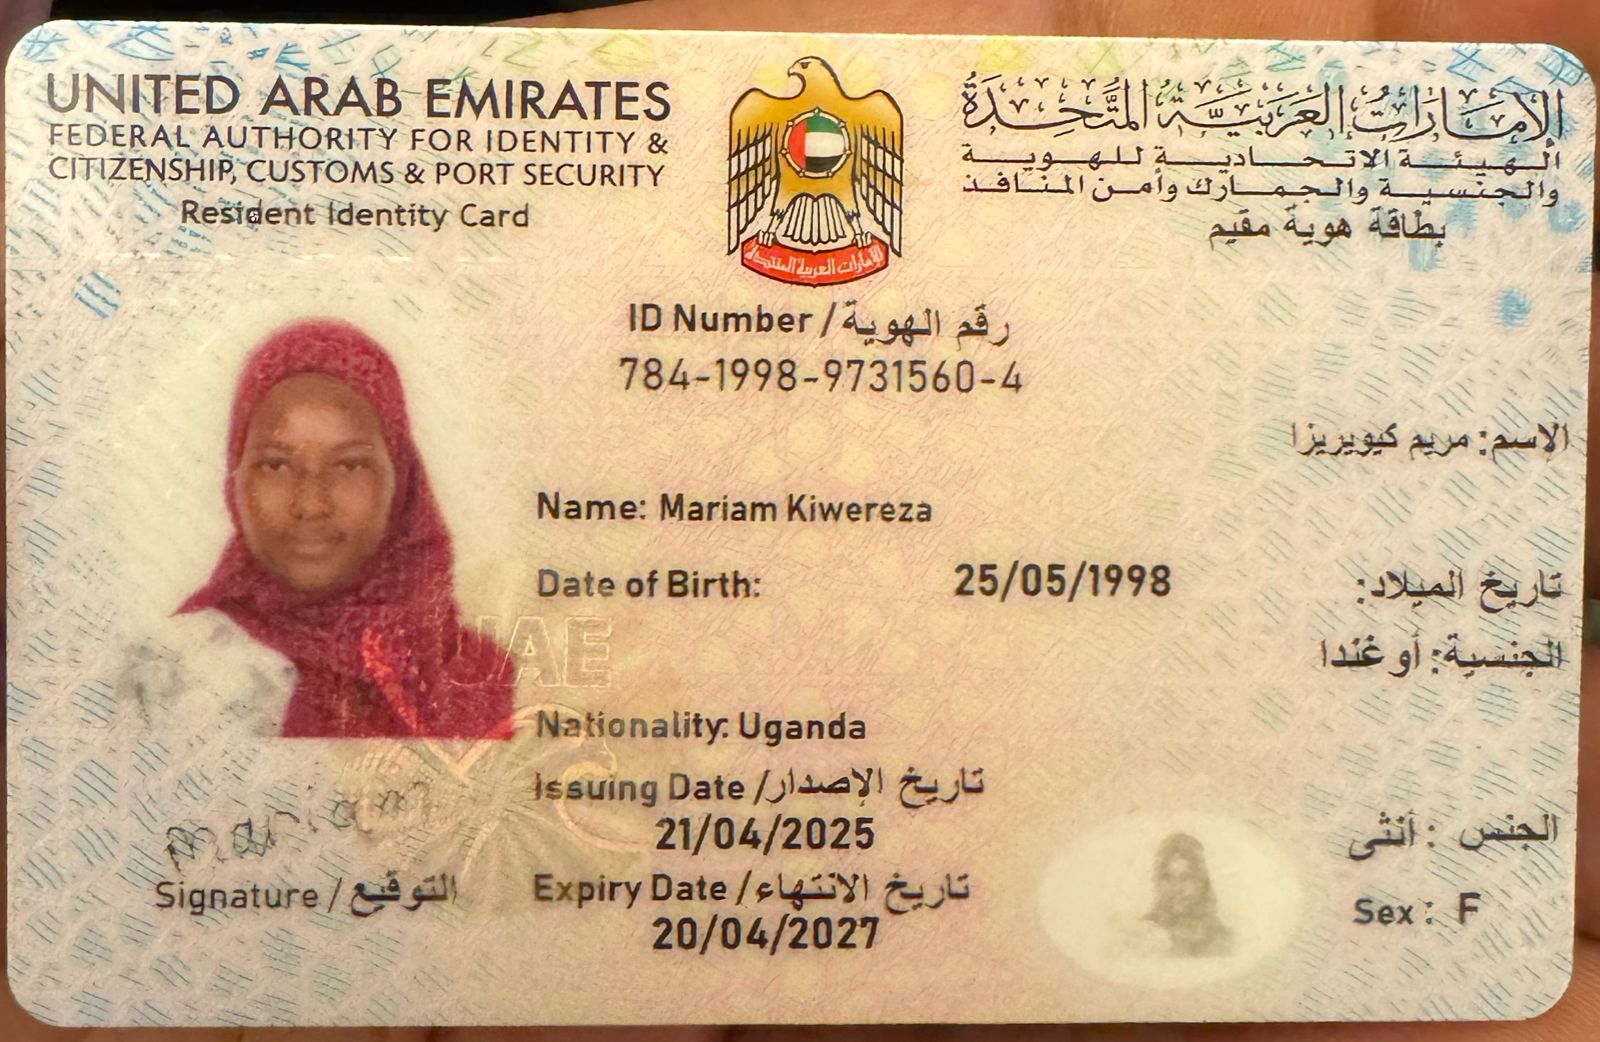 UNITED ARAB EMIRATES
FEDERAL AUTHORITY FOR IDENTITY &
CITIZENSHIP, CUSTOMS & PORT SECURITY
Resident Identity Card
الإمارات العربية المتحدة
الهيئة الاتحادية للهوية
والجنسية والجمارك وأمن المنافذ
بطاقة هوية مقيم
الإمارات العربية المتحدة
ID Number / رقم الهوية
784-1998-9731560-4
الاسم: مريم كيويريزا
Name: Mariam Kiwereza
Date of Birth: 25/05/1998 تاريخ الميلاد:
الجنسية: أوغندا
UAE
Nationality: Uganda
Issuing Date / تاريخ الإصدار
21/04/2025
الجنس : أنثى
Signature / التوقيع
Expiry Date / تاريخ الانتهاء
20/04/2027
Sex : F